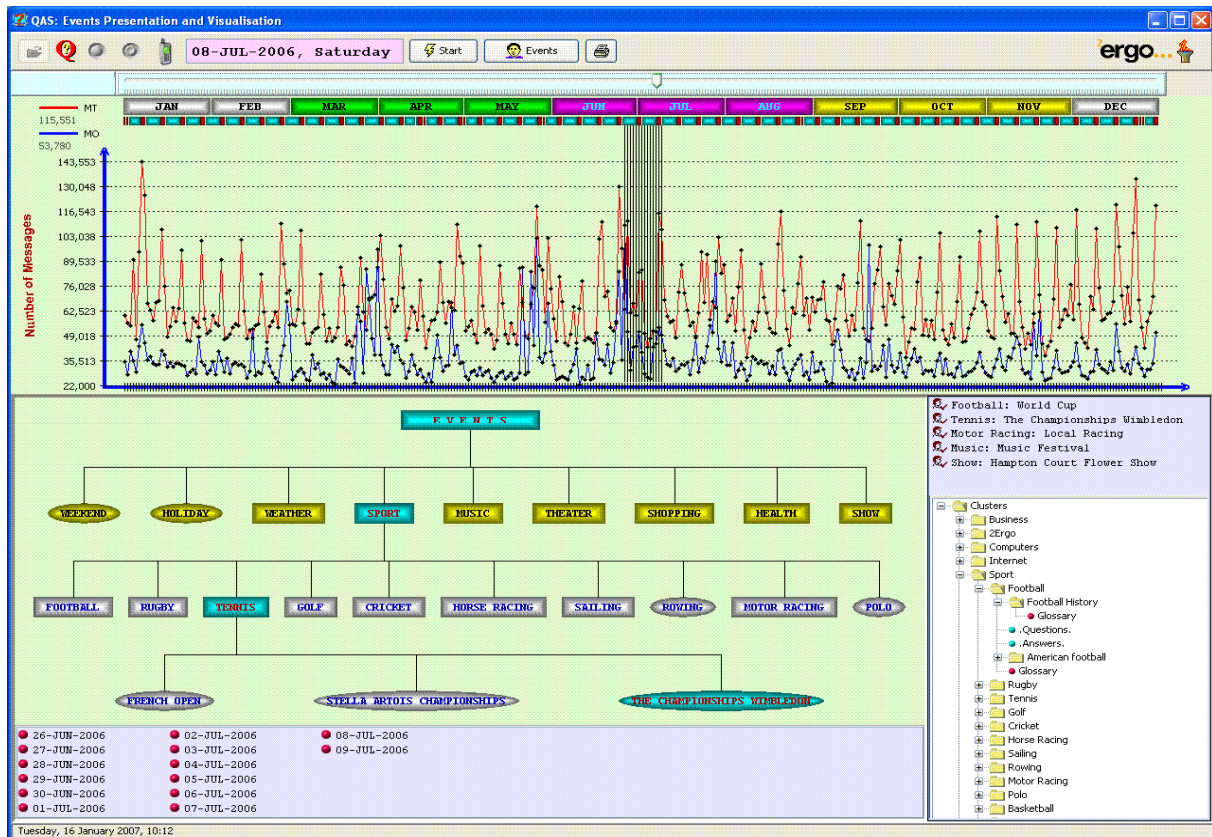 QAS: Events Presentation and Visualisation
08-JUL-2006, Saturday
Start
Events
2ergo...
MT
115,551
MO
53,780
JAN FEB MAR APR MAY JUN JUL AUG SEP OCT NOV DEC
Number of Messages
143,553
130,048
116,543
103,038
89,533
76,028
62,523
49,018
35,513
22,000
EVENTS
WEEKEND HOLIDAY WEATHER SPORT MUSIC THEATER SHOPPING HEALTH SHOW
FOOTBALL RUGBY TENNIS GOLF CRICKET HORSE RACING SAILING ROWING MOTOR RACING POLO
FRENCH OPEN STELLA ARTOIS CHAMPIONSHIPS THE CHAMPIONSHIPS WIMBLEDON
Football: World Cup
Tennis: The Championships Wimbledon
Motor Racing: Local Racing
Music: Music Festival
Show: Hampton Court Flower Show
Clusters
Business
2Ergo
Computers
Internet
Sport
Football
Football History
Glossary
.Questions.
.Answers.
American football
Glossary
Rugby
Tennis
Golf
Cricket
Horse Racing
Sailing
Rowing
Motor Racing
Polo
Basketball
26-JUN-2006 02-JUL-2006 08-JUL-2006
27-JUN-2006 03-JUL-2006 09-JUL-2006
28-JUN-2006 04-JUL-2006
29-JUN-2006 05-JUL-2006
30-JUN-2006 06-JUL-2006
01-JUL-2006 07-JUL-2006
Tuesday, 16 January 2007, 10:12